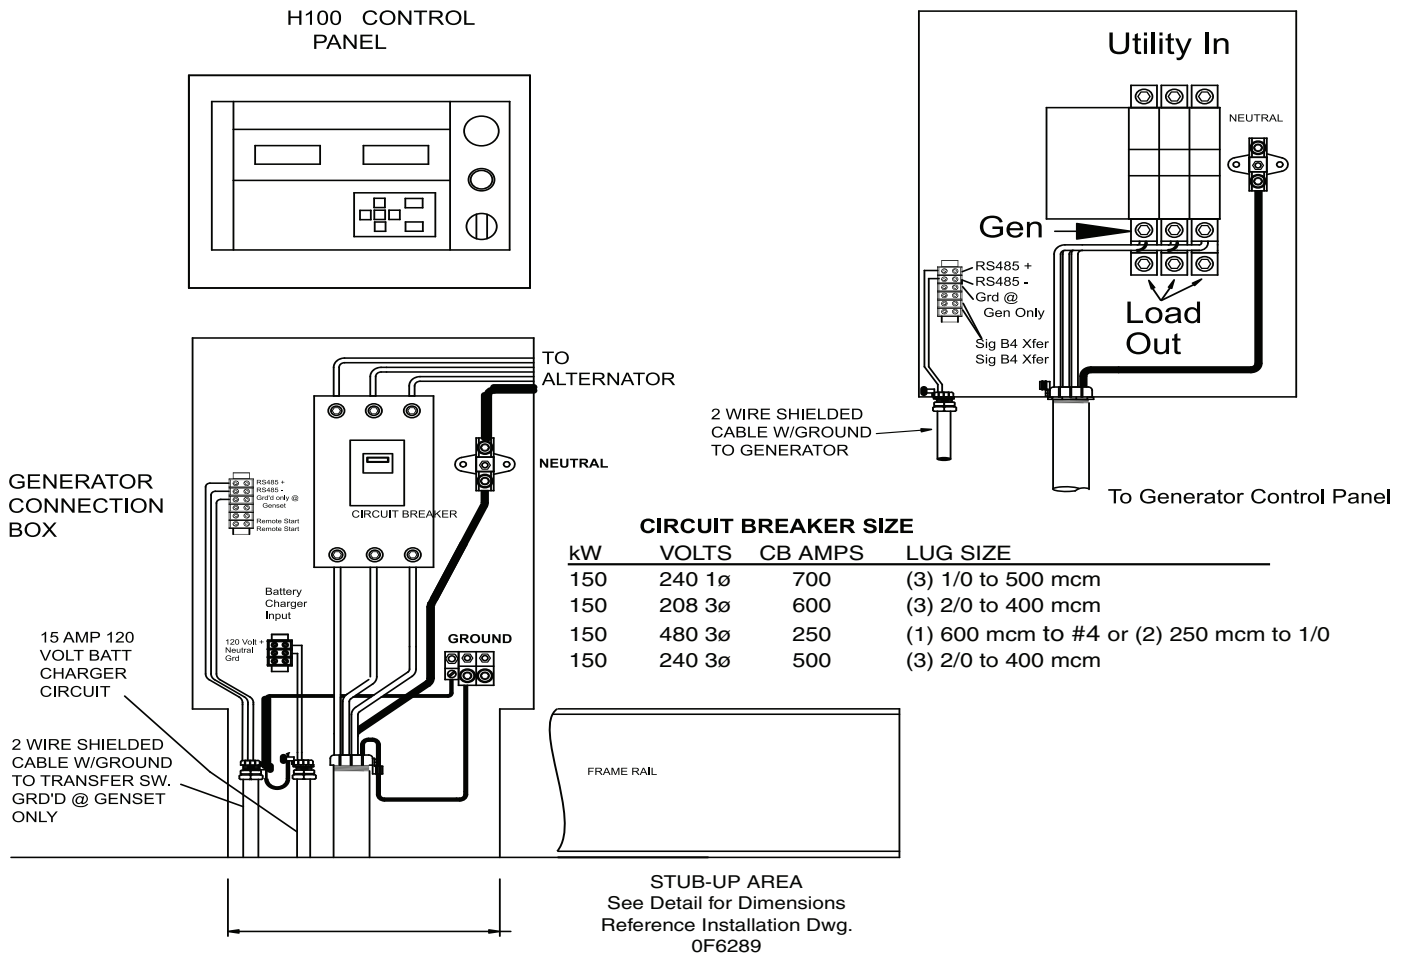 H100 CONTROL
PANEL
Utility In
NEUTRAL
Gen
RS485 +
RS485 -
Grd @
Gen Only
Sig B4 Xfer
Sig B4 Xfer
Load
Out
2 WIRE SHIELDED
CABLE W/GROUND
TO GENERATOR
To Generator Control Panel
TO
ALTERNATOR
GENERATOR
CONNECTION
BOX
RS485 +
RS485 -
Grd'd only @
Genset
Remote Start
Remote Start
CIRCUIT BREAKER
NEUTRAL
Battery
Charger
Input
120 Volt +
Neutral
Grd
GROUND
15 AMP 120
VOLT BATT
CHARGER
CIRCUIT
2 WIRE SHIELDED
CABLE W/GROUND
TO TRANSFER SW.
GRD'D @ GENSET
ONLY
CIRCUIT BREAKER SIZE
kW VOLTS CB AMPS LUG SIZE
150 240 1ø 700 (3) 1/0 to 500 mcm
150 208 3ø 600 (3) 2/0 to 400 mcm
150 480 3ø 250 (1) 600 mcm to #4 or (2) 250 mcm to 1/0
150 240 3ø 500 (3) 2/0 to 400 mcm
FRAME RAIL
STUB-UP AREA
See Detail for Dimensions
Reference Installation Dwg.
0F6289